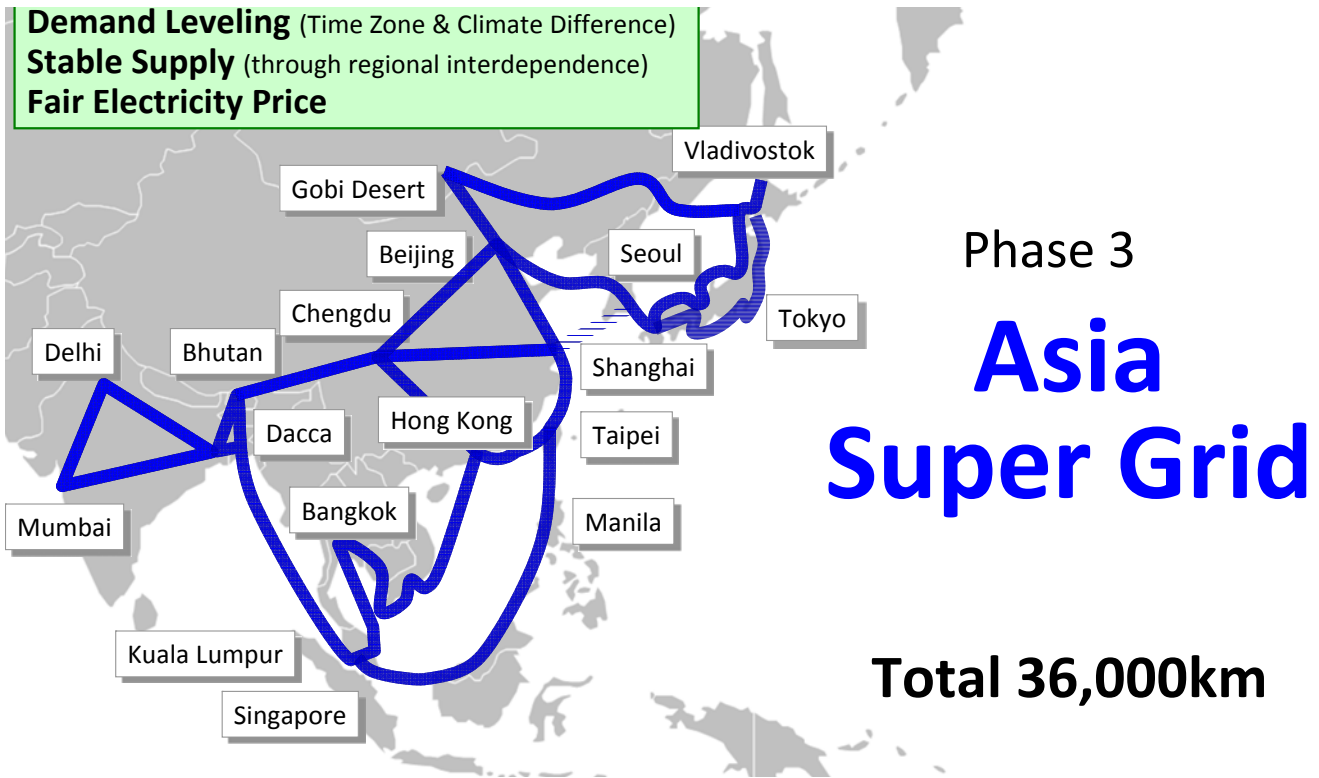 Demand Leveling (Time Zone & Climate Difference)
Stable Supply (through regional interdependence)
Fair Electricity Price
Vladivostok
Gobi Desert
Beijing
Seoul
Chengdu
Tokyo
Delhi
Bhutan
Shanghai
Dacca
Hong Kong
Taipei
Bangkok
Mumbai
Manila
Kuala Lumpur
Singapore
Phase 3
Asia
Super Grid
Total 36,000km